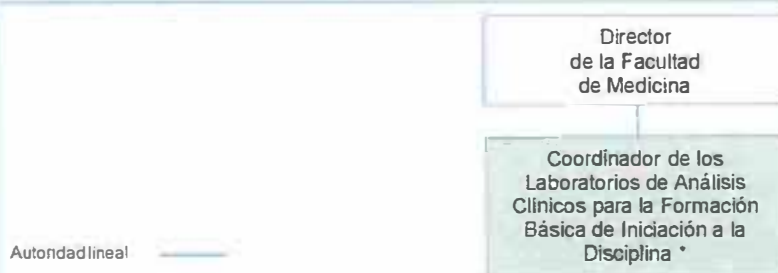 Director
de la Facultad
de Medicina
Coordinador de los
Laboratorios de Análisis
Clínicos para la Formación
Básica de Iniciación a la
Disciplina *
Autoridad lineal